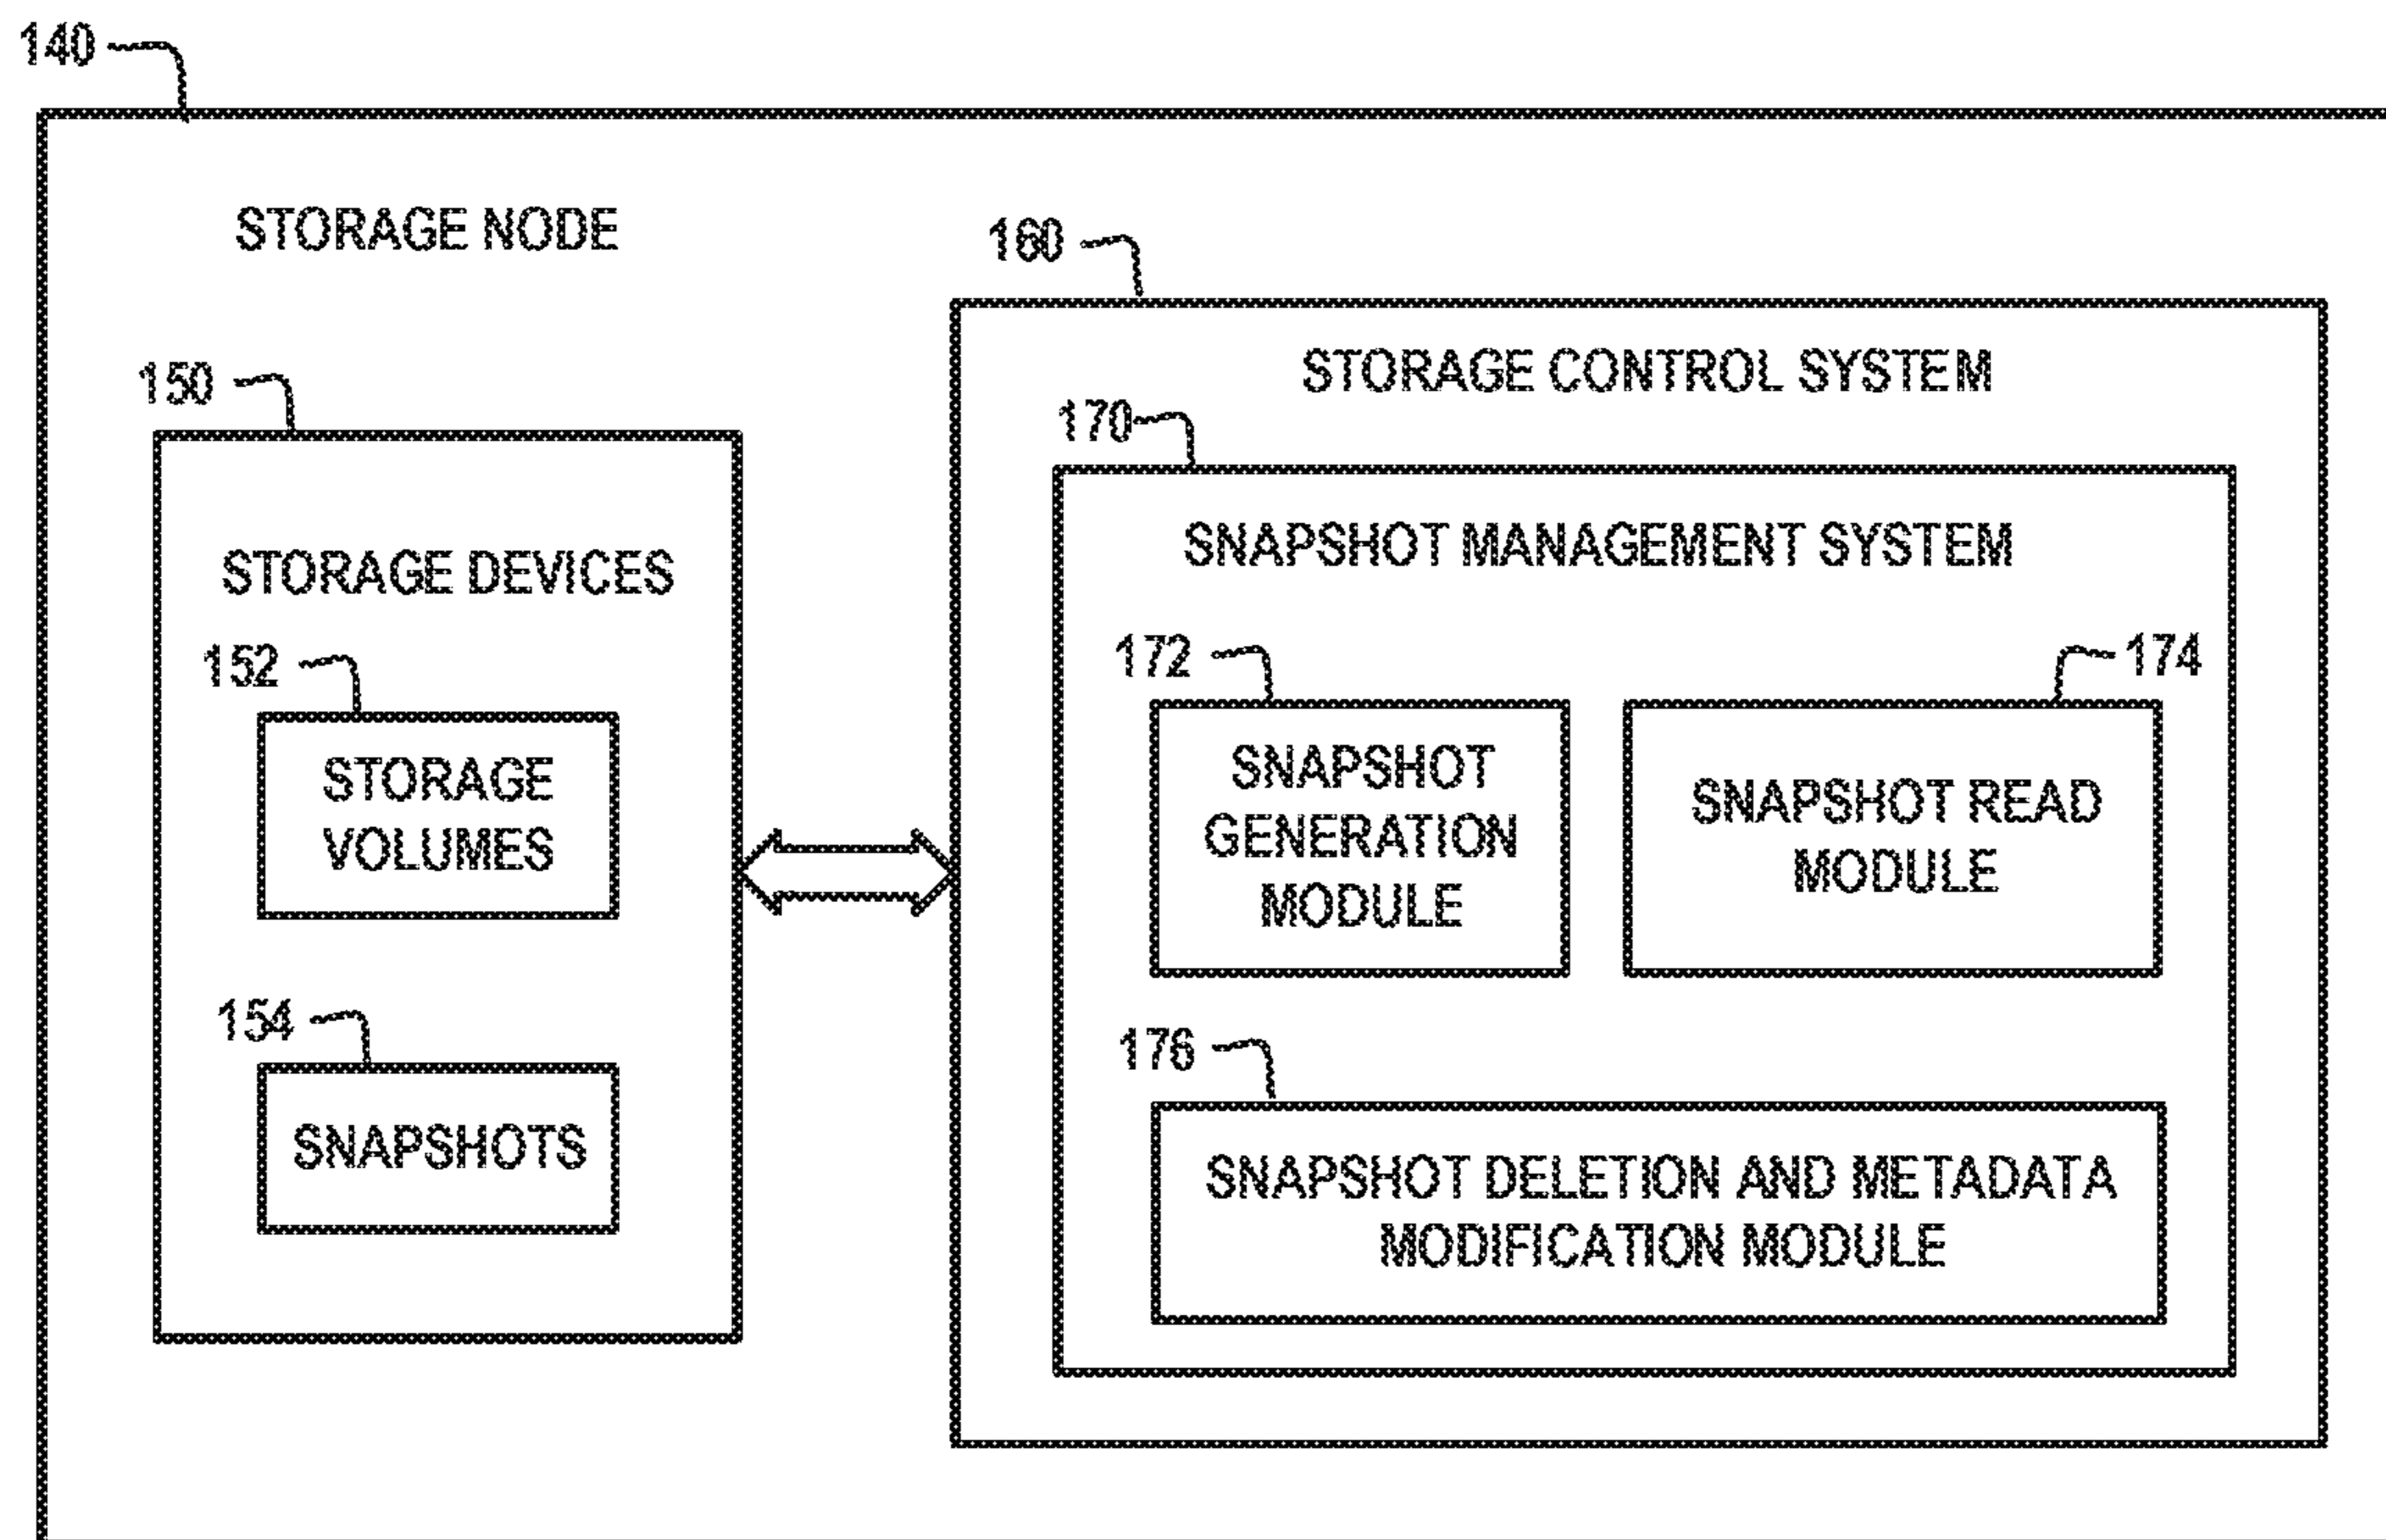 140
STORAGE NODE
160
STORAGE CONTROL SYSTEM
150
170
STORAGE DEVICES
SNAPSHOT MANAGEMENT SYSTEM
152
172
174
STORAGE
VOLUMES
SNAPSHOT
GENERATION
MODULE
SNAPSHOT READ
MODULE
154
SNAPSHOTS
176
SNAPSHOT DELETION AND METADATA
MODIFICATION MODULE